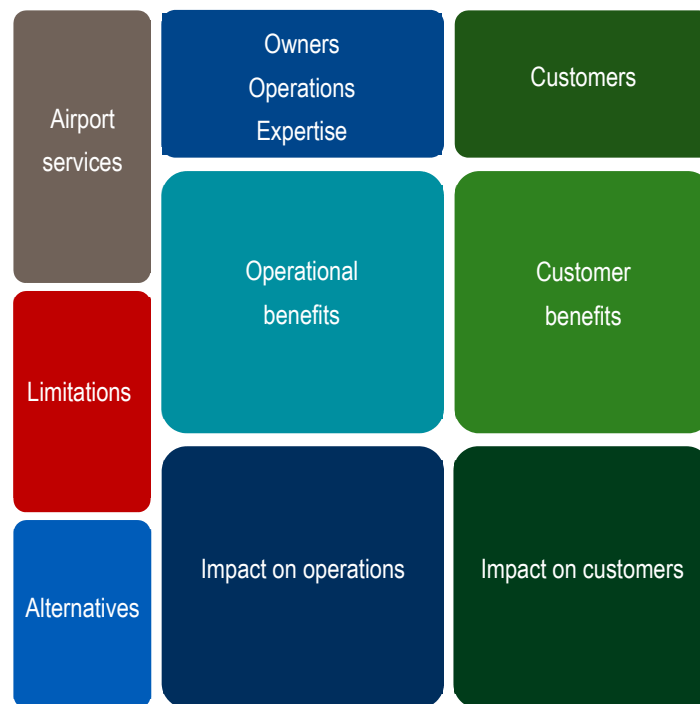 Airport
services
Owners
Operations
Expertise
Customers
Operational
benefits
Customer
benefits
Limitations
Impact on operations
Impact on customers
Alternatives